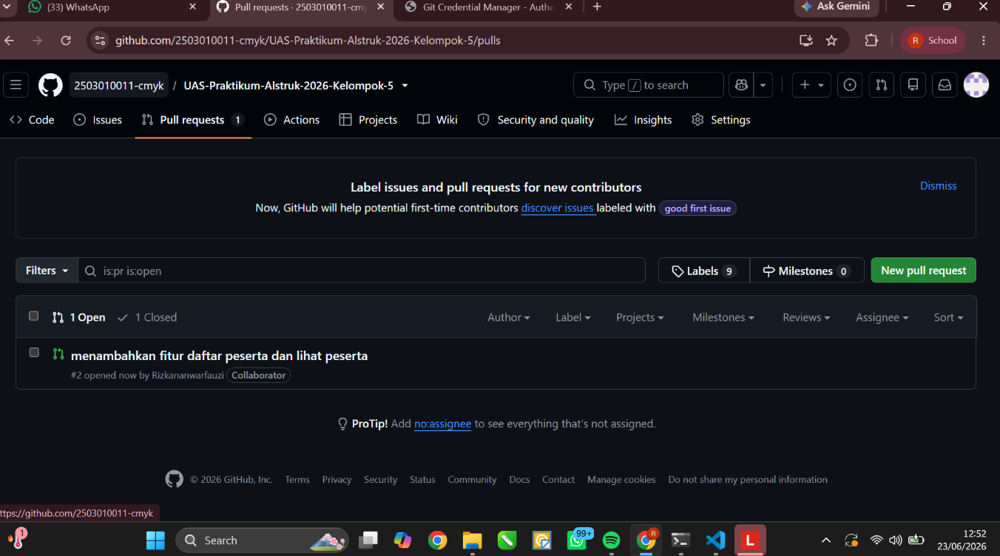 (33) WhatsApp
Pull requests · 2503010011-cmy
Git Credential Manager - Authe
Ask Gemini
github.com/2503010011-cmyk/UAS-Praktikum-Alstruk-2026-Kelompok-5/pulls
R School
2503010011-cmyk / UAS-Praktikum-Alstruk-2026-Kelompok-5
Type / to search
Code Issues Pull requests 1 Actions Projects Wiki Security and quality Insights Settings
Label issues and pull requests for new contributors
Dismiss
Now, GitHub will help potential first-time contributors discover issues labeled with good first issue
Filters is:pr is:open Labels 9 Milestones 0 New pull request
1 Open 1 Closed Author Label Projects Milestones Reviews Assignee Sort
menambahkan fitur daftar peserta dan lihat peserta
#2 opened now by Rizkananwarfauzi Collaborator
ProTip! Add no:assignee to see everything that's not assigned.
© 2026 GitHub, Inc. Terms Privacy Security Status Community Docs Contact Manage cookies Do not share my personal information
ttps://github.com/2503010011-cmyk
1
Search
99+
R
L
12:52
23/06/2026